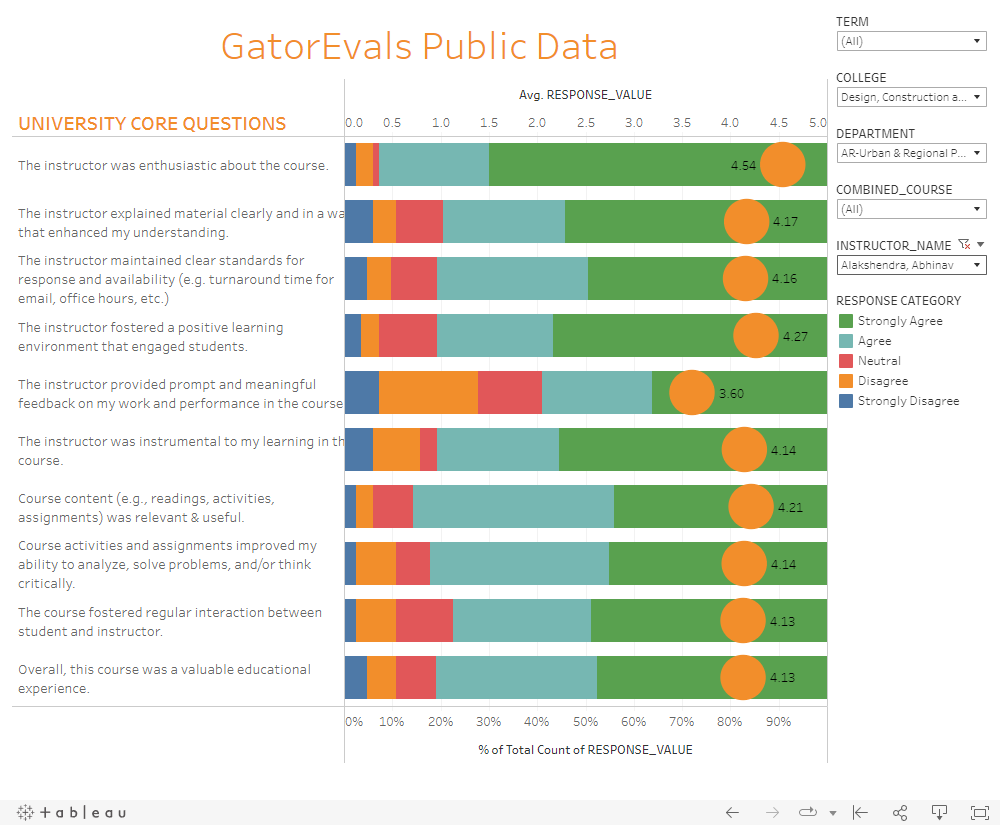 GatorEvals Public Data
Avg. RESPONSE_VALUE
UNIVERSITY CORE QUESTIONS
0.0 0.5 1.0 1.5 2.0 2.5 3.0 3.5 4.0 4.5 5.0
The instructor was enthusiastic about the course.
4.54
The instructor explained material clearly and in a wa
that enhanced my understanding.
4.17
The instructor maintained clear standards for
response and availability (e.g. turnaround time for
email, office hours, etc.)
4.16
The instructor fostered a positive learning
environment that engaged students.
4.27
The instructor provided prompt and meaningful
feedback on my work and performance in the course
3.60
The instructor was instrumental to my learning in th
course.
4.14
Course content (e.g., readings, activities,
assignments) was relevant & useful.
4.21
Course activities and assignments improved my
ability to analyze, solve problems, and/or think
critically.
4.14
The course fostered regular interaction between
student and instructor.
4.13
Overall, this course was a valuable educational
experience.
4.13
0% 10% 20% 30% 40% 50% 60% 70% 80% 90%
% of Total Count of RESPONSE_VALUE
TERM
(All)
COLLEGE
Design, Construction a...
DEPARTMENT
AR-Urban & Regional P...
COMBINED_COURSE
(All)
INSTRUCTOR_NAME
Alakshendra, Abhinav
RESPONSE CATEGORY
Strongly Agree
Agree
Neutral
Disagree
Strongly Disagree
+ableau